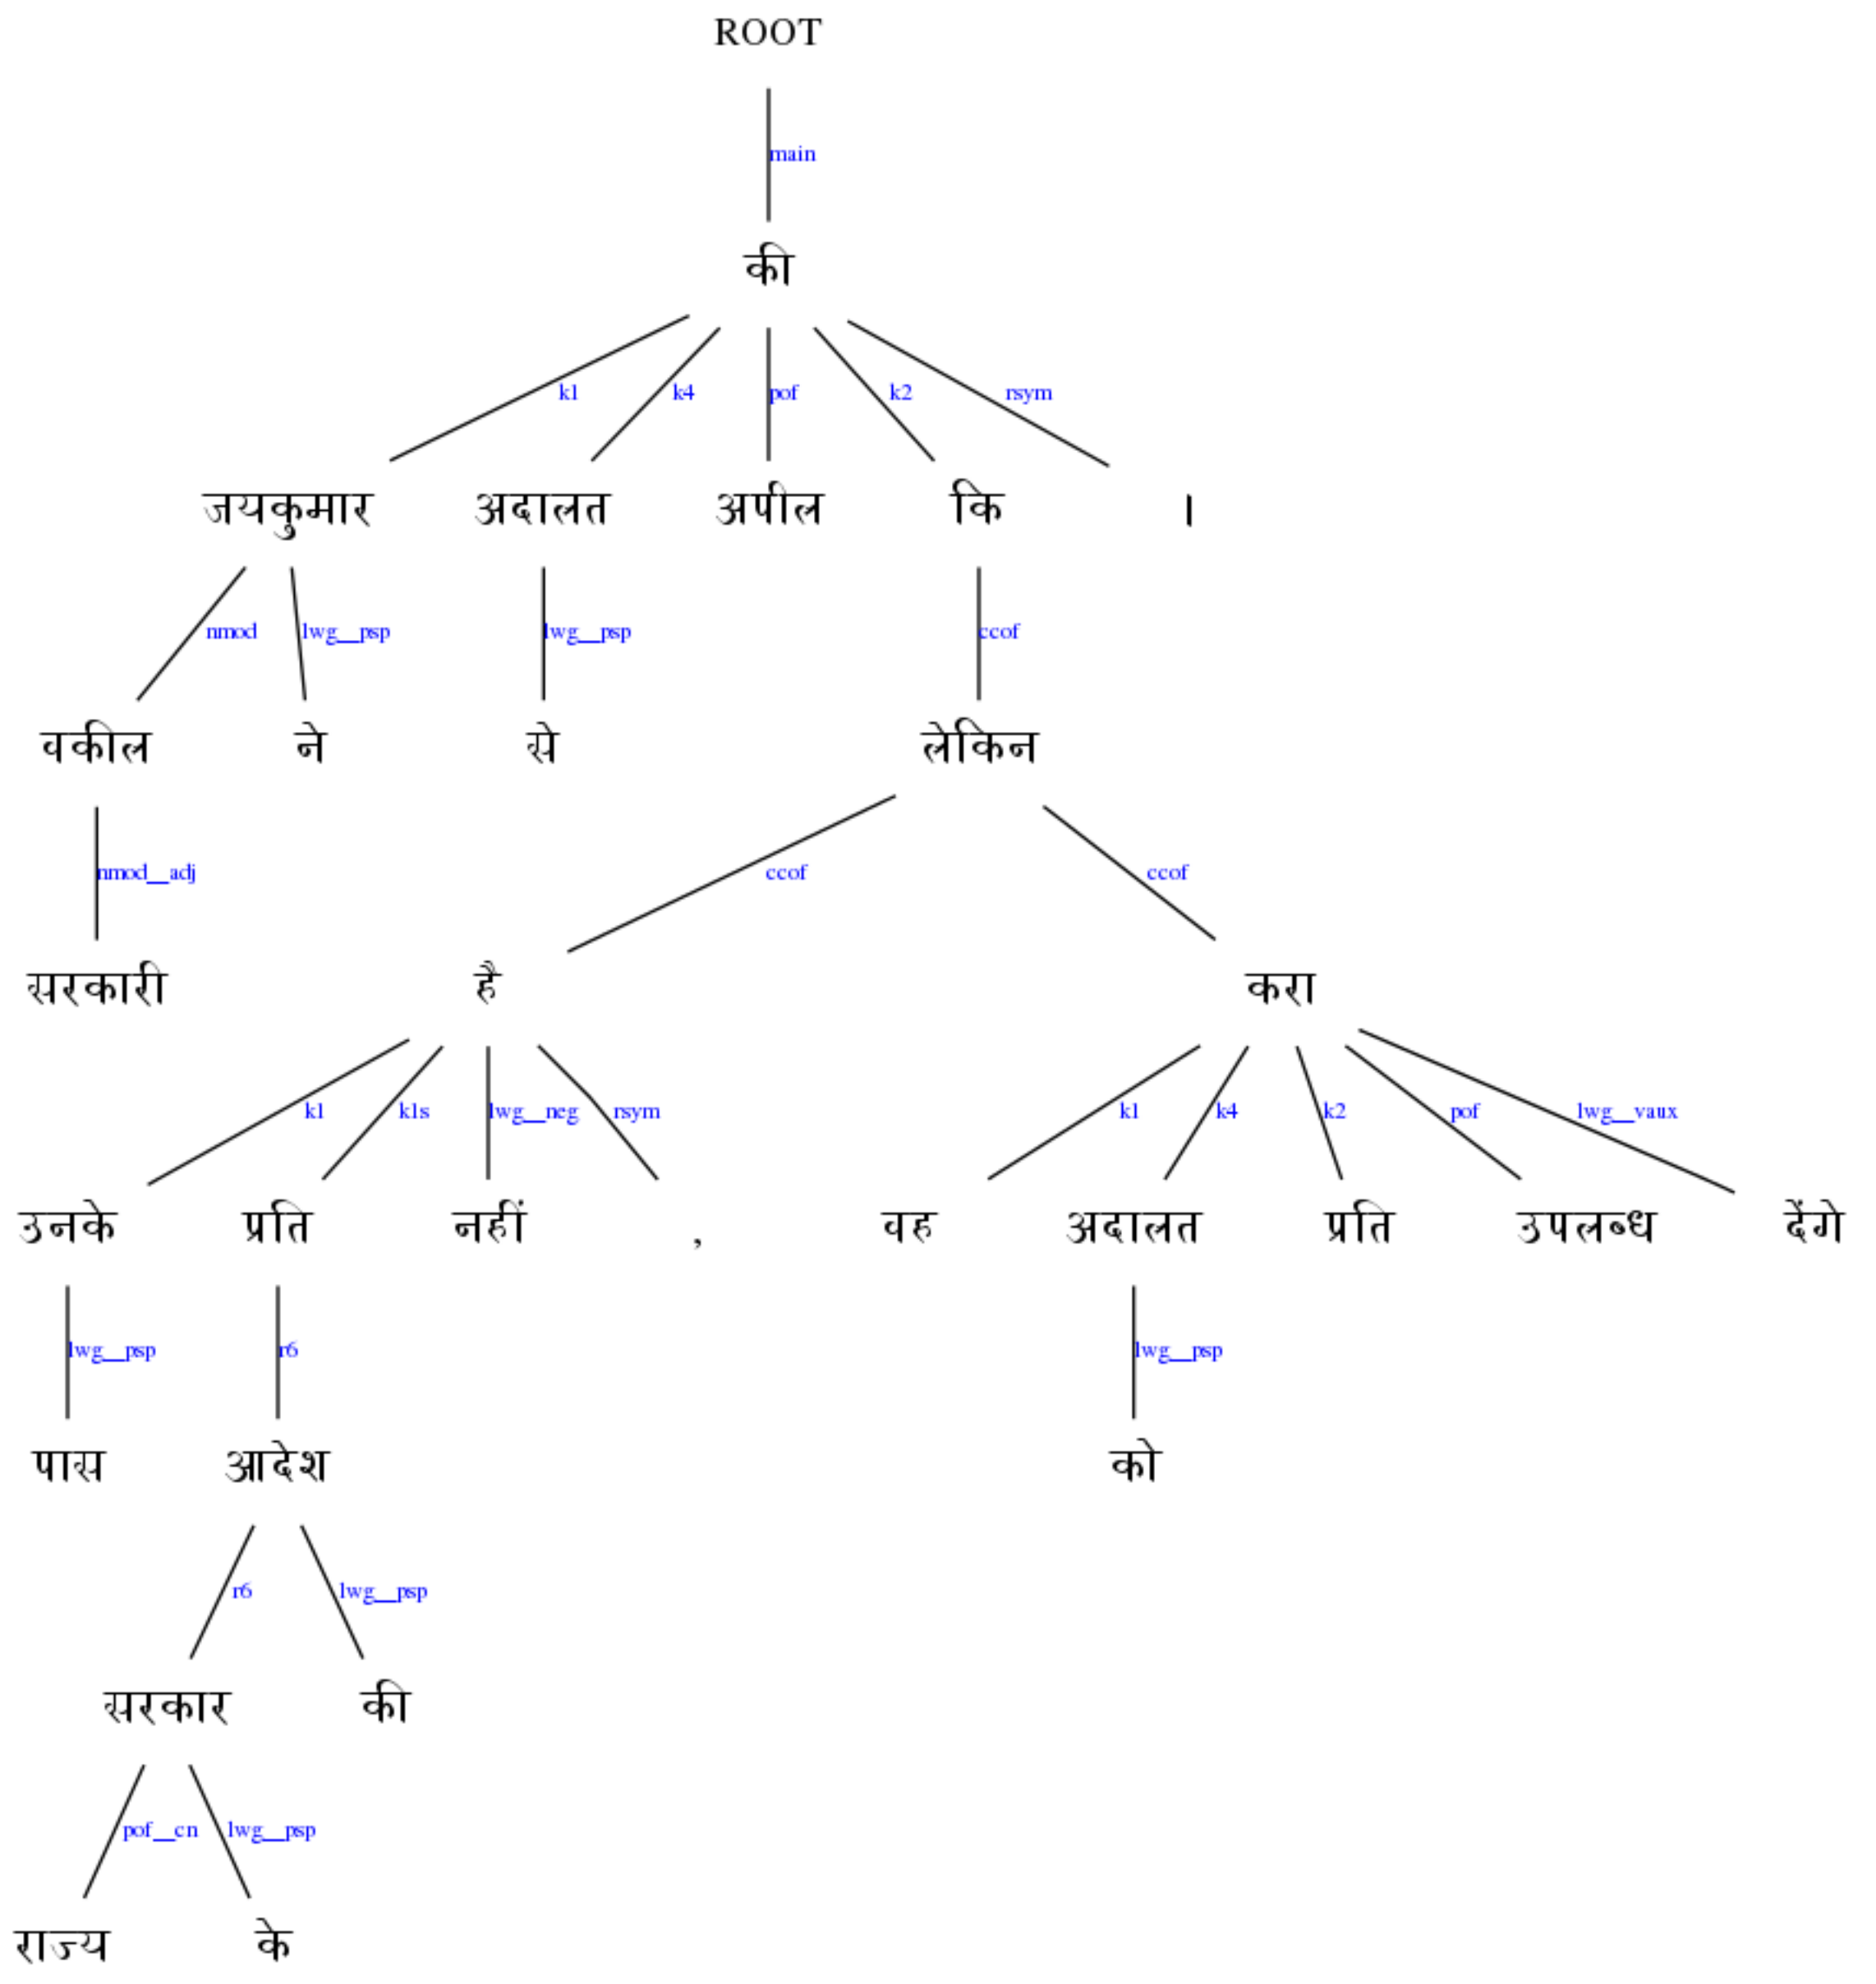 ROOT
main
की
k1 k4 pof k2 rsym
जयकुमार अदालत अपील कि ।
nmod lwg__psp lwg__psp ccof
वकील ने से लेकिन
nmod__adj ccof ccof
सरकारी है करा
k1 k1s lwg__neg rsym k1 k4 k2 pof lwg__vaux
उनके प्रति नहीं , वह अदालत प्रति उपलब्ध देंगे
lwg__psp r6 lwg__psp
पास आदेश को
r6 lwg__psp
सरकार की
pof__cn lwg__psp
राज्य के